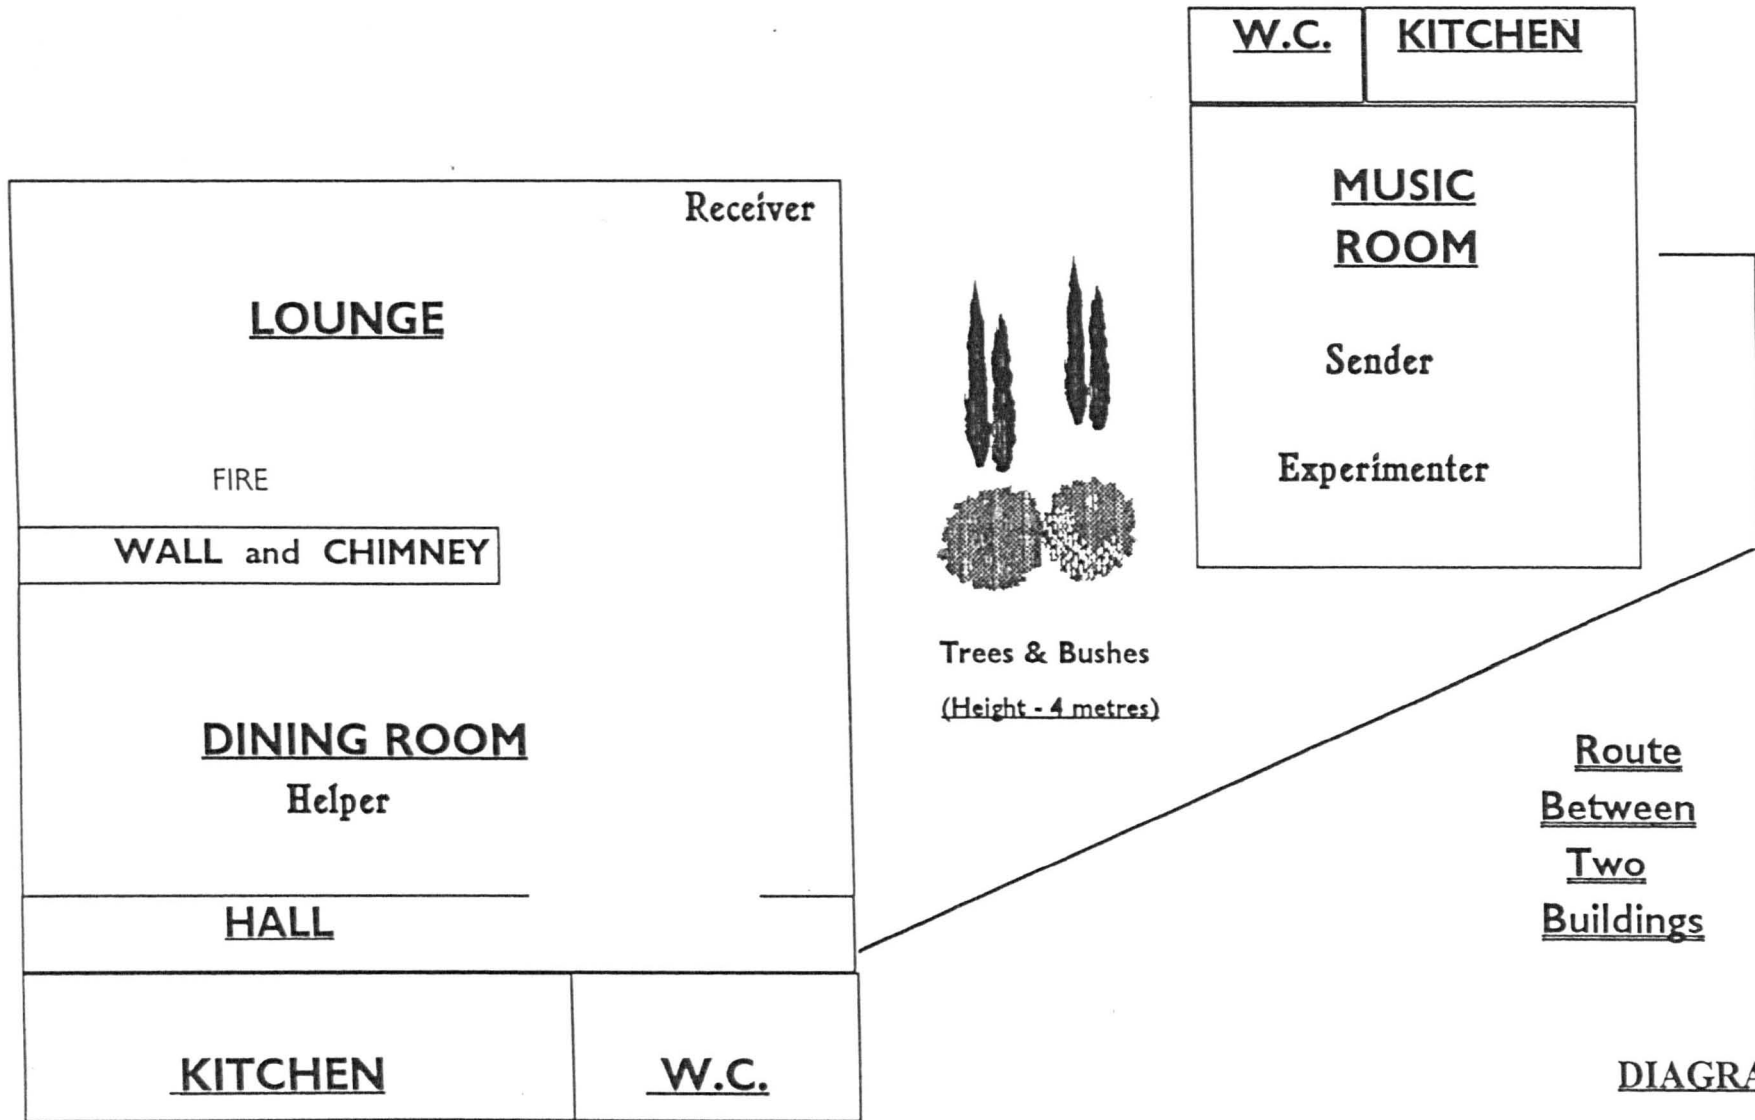 W.C. KITCHEN
MUSIC
ROOM
Sender
Experimenter
Receiver
LOUNGE
FIRE
WALL and CHIMNEY
DINING ROOM
Helper
HALL
KITCHEN W.C.
Trees & Bushes
(Height - 4 metres)
Route
Between
Two
Buildings
DIAGRA